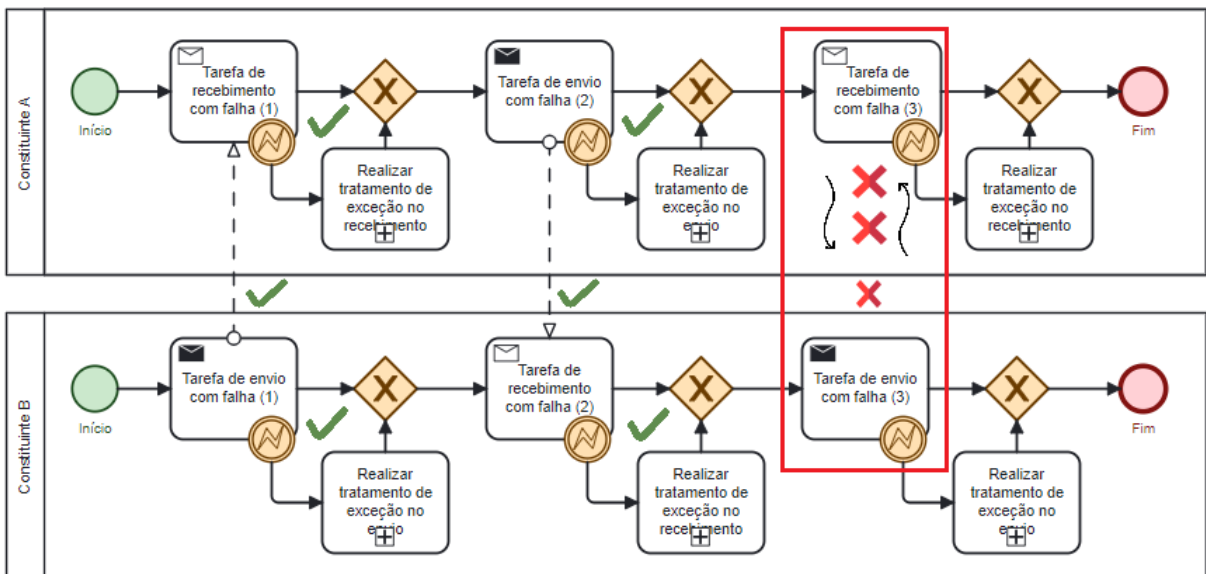 Constituinte A
Início
Tarefa de
recebimento
com falha (1)
Realizar
tratamento de
exceção no
recebimento
Tarefa de envio
com falha (2)
Realizar
tratamento de
exceção no
envio
Tarefa de
recebimento
com falha (3)
Realizar
tratamento de
exceção no
recebimento
Fim
Constituinte B
Início
Tarefa de envio
com falha (1)
Realizar
tratamento de
exceção no
envio
Tarefa de
recebimento
com falha (2)
Realizar
tratamento de
exceção no
recebimento
Tarefa de envio
com falha (3)
Realizar
tratamento de
exceção no
envio
Fim